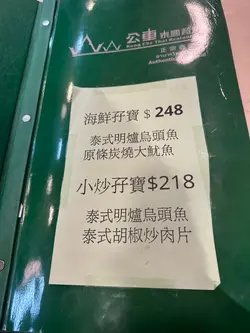 公車泰國
海鮮孖寶 $ 248
泰式明爐烏頭魚
原條炭燒大魷魚
小炒孖寶$218
泰式明爐烏頭魚
泰式胡椒炒肉片